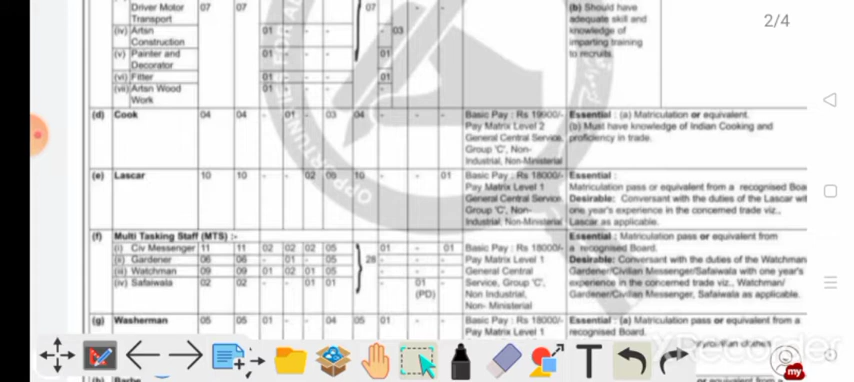 Driver Motor 07 07 07 - - (b) Should have
Transport adequate skill and
(iv) Artsn 01 - - - - 03 knowledge of
Construction imparting training
(v) Painter and 01 - - - 01 to recruits.
Decorator
(vi) Fitter 01 - - - 01
(vii) Artsn Wood 01 - - -
Work
2/4
(d) Cook 04 04 - 01 - 03 04 - - - Basic Pay : Rs 19900/- Essential : (a) Matriculation or equivalent.
Pay Matrix Level 2 (b) Must have knowledge of Indian Cooking and
General Central Service, proficiency in trade.
Group 'C', Non-
Industrial, Non-Ministerial
(e) Lascar 10 10 - - 02 08 10 - - 01 Basic Pay : Rs 18000/- Essential :
Pay Matrix Level 1 Matriculation pass or equivalent from a recognised Boa
General Central Service, Desirable: Conversant with the duties of the Lascar wit
Group 'C', Non- one year's experience in the concerned trade viz.,
Industrial, Non-Ministerial Lascar as applicable.
(f) Multi Tasking Staff (MTS) :- Essential: Matriculation pass or equivalent from
(i) Civ Messenger 11 11 02 02 02 05 01 - 01 Basic Pay : Rs 18000/- a recognised Board.
(ii) Gardener 06 06 - 01 - 05 28 - - - Pay Matrix Level 1 Desirable: Conversant with the duties of the Watchman
(iii) Watchman 09 09 01 02 01 05 - - - General Central Gardener/Civilian Messenger/Safaiwala with one year's
(iv) Safaiwala 02 02 - - 01 01 - 01 - Service, Group 'C', experience in the concerned trade viz., Watchman/
(PD) Non Industrial, Gardener/Civilian Messenger, Safaiwala as applicable.
Non- Ministerial
(g) Washerman 05 05 01 - - 04 05 01 - - Basic Pay : Rs 18000/- Essential : (a) Matriculation pass or equivalent from a
Pay Matrix Level 1 recognised Board.
OPPORTUN
XRecorder
T
my